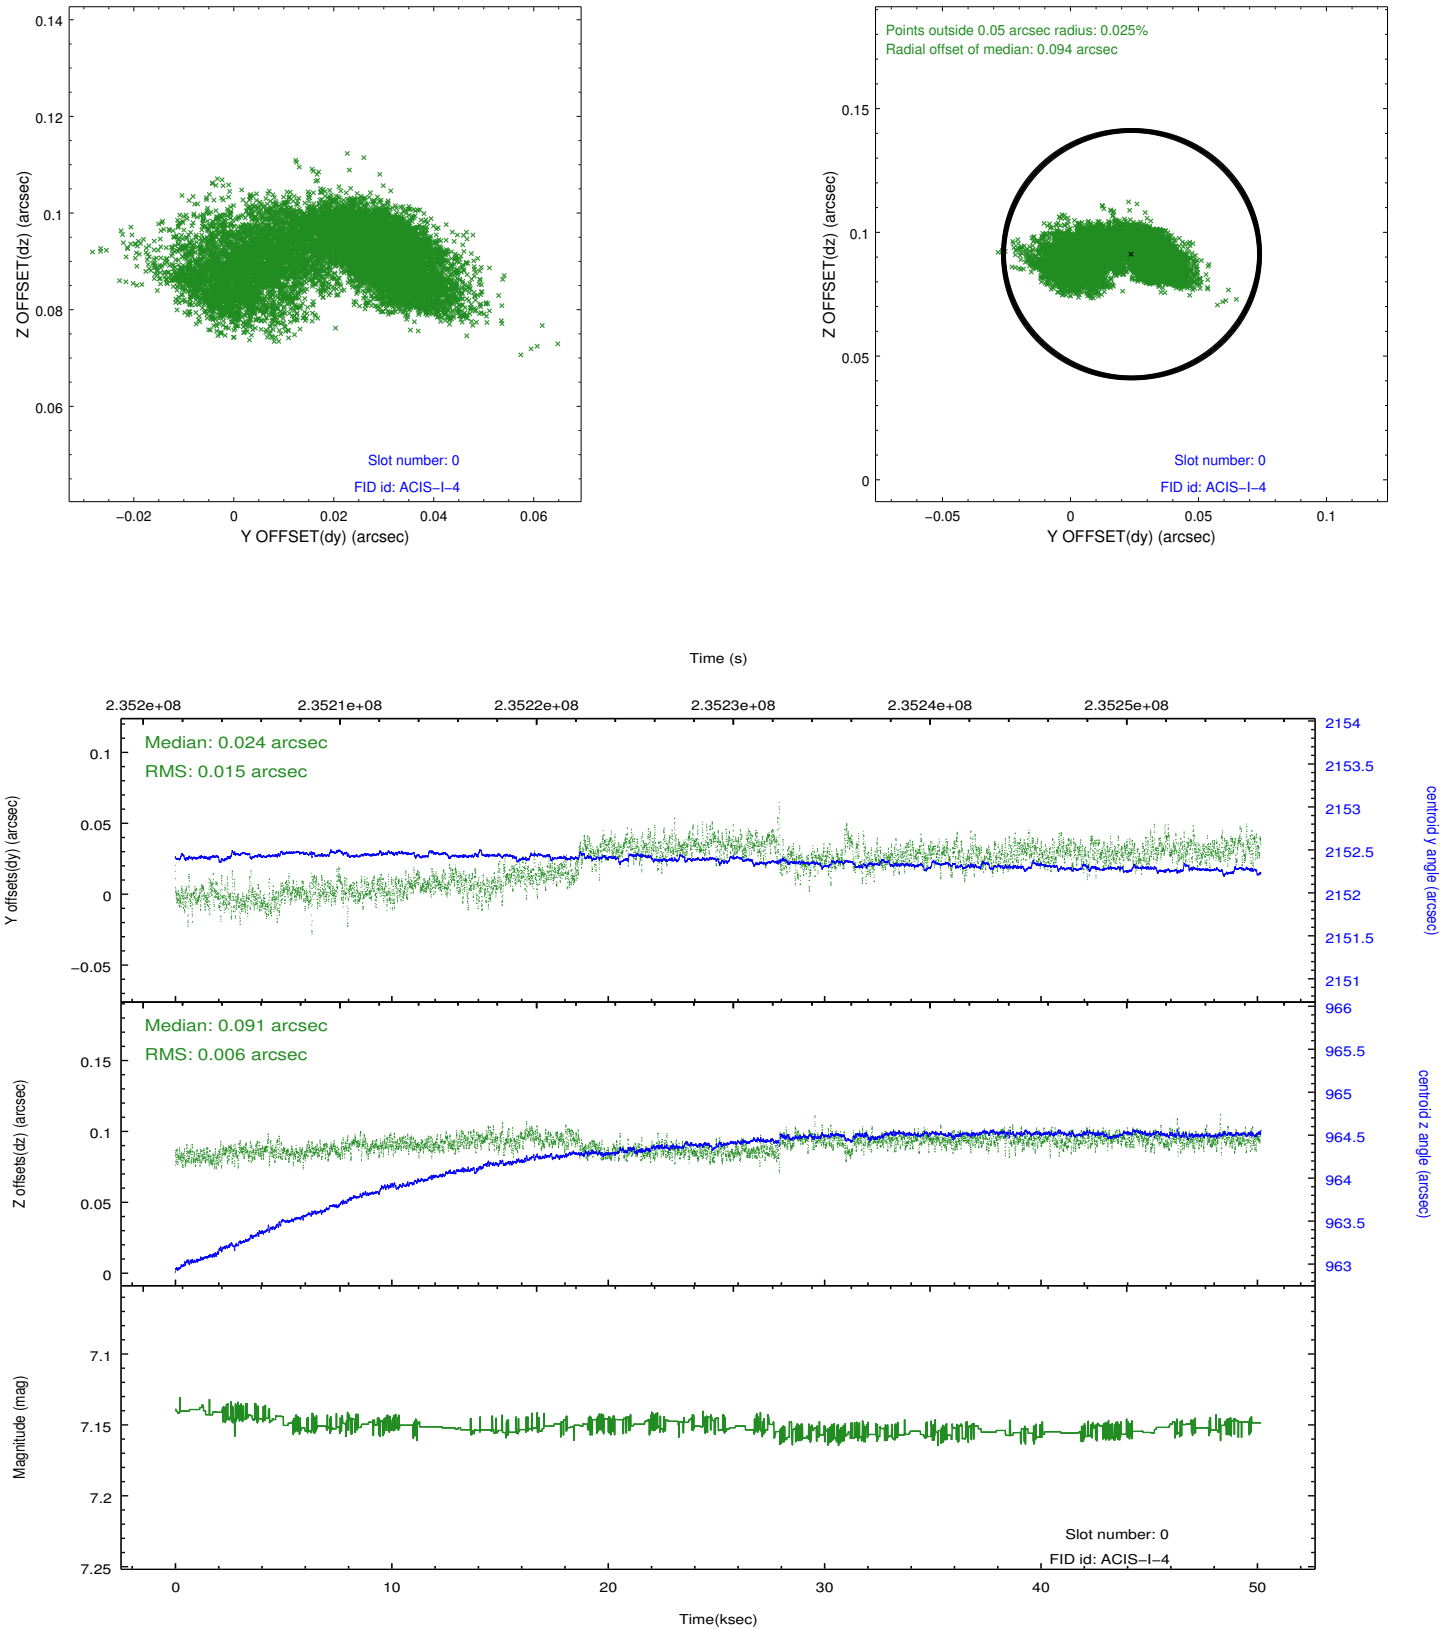 0.14
0.12
0.1
0.08
0.06
Z OFFSET(dz) (arcsec)
Slot number: 0
FID id: ACIS−I−4
−0.02 0 0.02 0.04 0.06
Y OFFSET(dy) (arcsec)
Points outside 0.05 arcsec radius: 0.025%
Radial offset of median: 0.094 arcsec
0.15
0.1
0.05
0
Z OFFSET(dz) (arcsec)
Slot number: 0
FID id: ACIS−I−4
−0.05 0 0.05 0.1
Y OFFSET(dy) (arcsec)
Time (s)
2.352e+08 2.3521e+08 2.3522e+08 2.3523e+08 2.3524e+08 2.3525e+08
Median: 0.024 arcsec
RMS: 0.015 arcsec
0.1
0.05
0
−0.05
Y offsets(dy) (arcsec)
2154
2153.5
2153
2152.5
2152
2151.5
2151
centroid y angle (arcsec)
Median: 0.091 arcsec
RMS: 0.006 arcsec
0.15
0.1
0.05
0
Z offsets(dz) (arcsec)
966
965.5
965
964.5
964
963.5
963
centroid z angle (arcsec)
7.1
7.15
7.2
7.25
Magnitude (mag)
Slot number: 0
FID id: ACIS−I−4
0 10 20 30 40 50
Time(ksec)